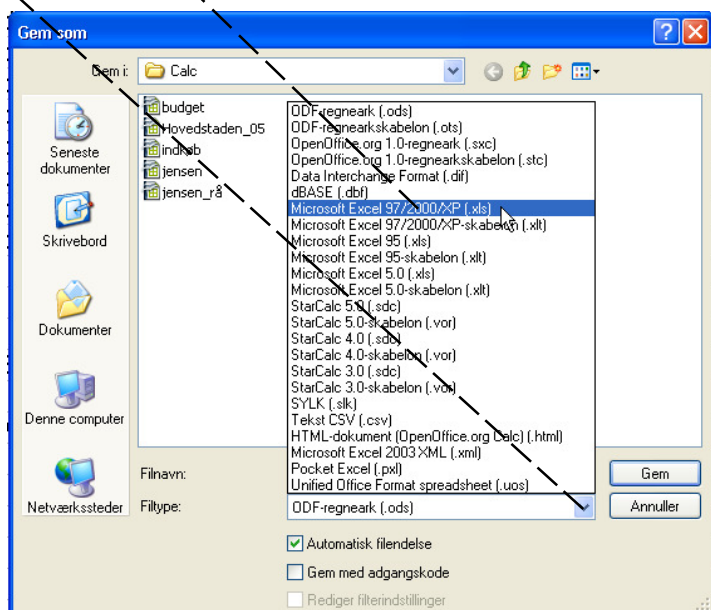 Gem som
Gem i:
Calc
Seneste
dokumenter
Skrivebord
Dokumenter
Denne computer
Netværkssteder
budget
Hovedstaden_05
indkøb
jensen
jensen_rå
ODF-regneark (.ods)
ODF-regnearkskabelon (.ots)
OpenOffice.org 1.0-regneark (.sxc)
OpenOffice.org 1.0-regnearkskabelon (.stc)
Data Interchange Format (.dif)
dBASE (.dbf)
Microsoft Excel 97/2000/XP (.xls)
Microsoft Excel 97/2000/XP-skabelon (.xlt)
Microsoft Excel 95 (.xls)
Microsoft Excel 95-skabelon (.xlt)
Microsoft Excel 5.0 (.xls)
Microsoft Excel 5.0-skabelon (.xlt)
StarCalc 5.0 (.sdc)
StarCalc 5.0-skabelon (.vor)
StarCalc 4.0 (.sdc)
StarCalc 4.0-skabelon (.vor)
StarCalc 3.0 (.sdc)
StarCalc 3.0-skabelon (.vor)
SYLK (.slk)
Tekst CSV (.csv)
HTML-dokument (OpenOffice.org Calc) (.html)
Microsoft Excel 2003 XML (.xml)
Pocket Excel (.pxl)
Unified Office Format spreadsheet (.uos)
Filnavn:
Gem
Filtype:
ODF-regneark (.ods)
Annuller
Automatisk filendelse
Gem med adgangskode
Rediger filterindstillinger